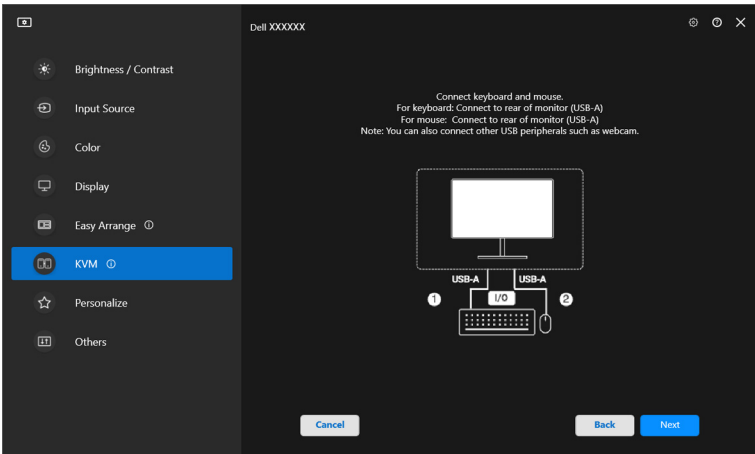 Dell XXXXXX
Brightness / Contrast
Input Source
Color
Display
Easy Arrange
KVM
Personalize
Others
Connect keyboard and mouse.
For keyboard: Connect to rear of monitor (USB-A)
For mouse: Connect to rear of monitor (USB-A)
Note: You can also connect other USB peripherals such as webcam.
USB-A USB-A
1 I/O 2
Cancel Back Next